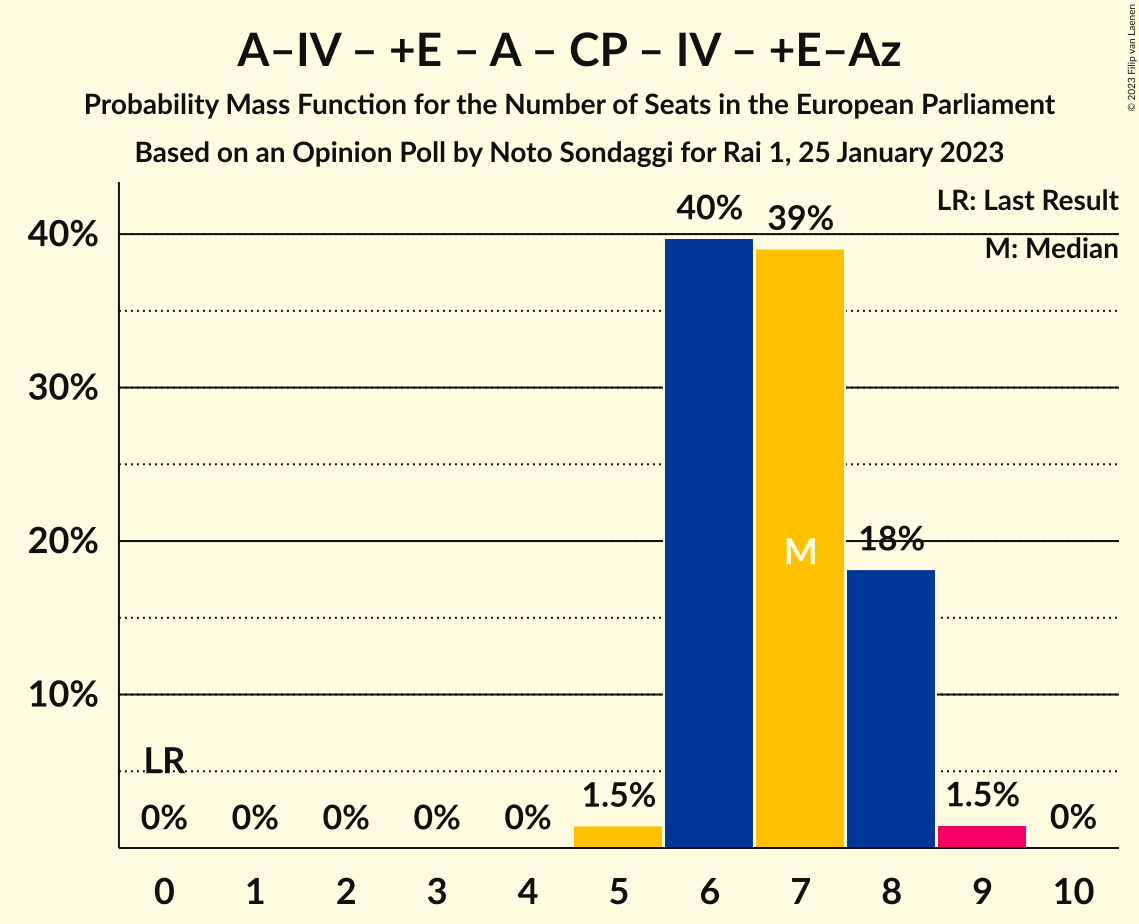 A–IV – +E – A – CP – IV – +E–Az
Probability Mass Function for the Number of Seats in the European Parliament
Based on an Opinion Poll by Noto Sondaggi for Rai 1, 25 January 2023
© 2023 Filip van Laenen
LR: Last Result
M: Median
40%
30%
20%
10%
LR
0%
0%
0%
0%
0%
1.5%
40%
39%
M
18%
1.5%
0%
0 1 2 3 4 5 6 7 8 9 10